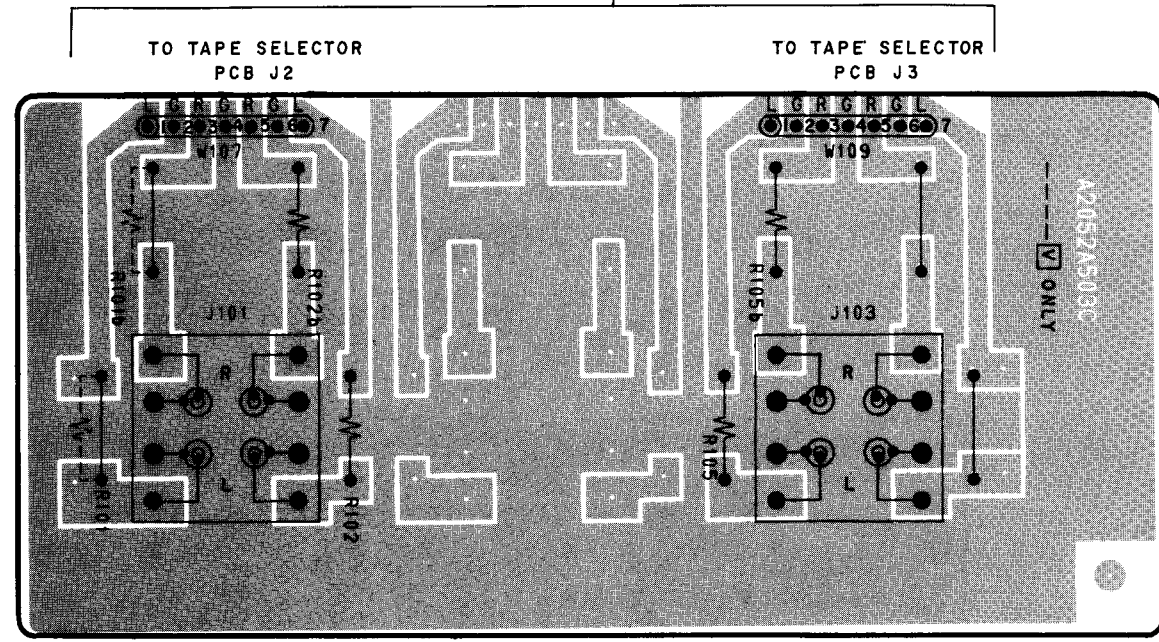 TO TAPE SELECTOR
PCB J2
TO TAPE SELECTOR
PCB J3
L G R G R G L
1 2 3 4 5 6 7
W107
L G R G R G L
1 2 3 4 5 6 7
W109
R101b
R102b
R105b
J101
J103
R
R
L
L
R101
R102
R105
V ONLY
A2052A503C